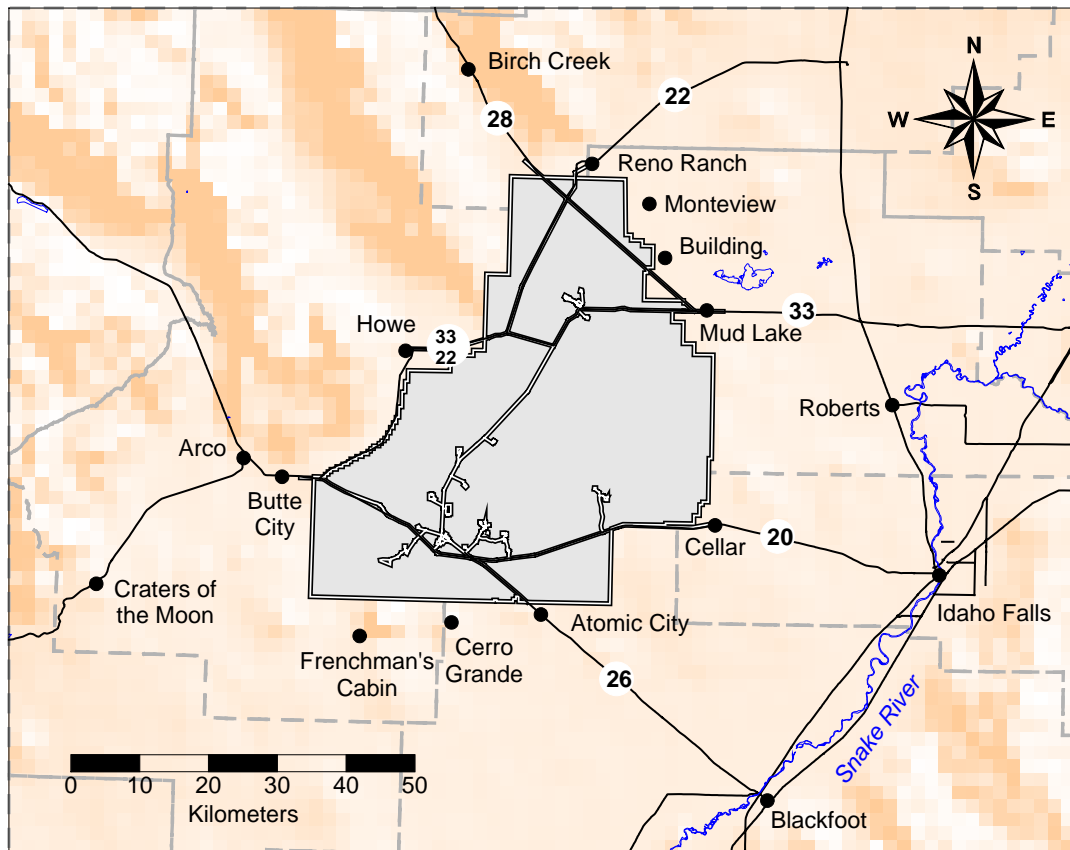 Birch Creek
N
22
28
W
E
Reno Ranch
S
Monteview
Building
33
Mud Lake
Howe
33
22
Roberts
Arco
Butte
City
Cellar
20
Craters of
the Moon
Idaho Falls
Atomic City
Cerro
Grande
Frenchman's
Cabin
26
Snake River
0 10 20 30 40 50
Kilometers
Blackfoot